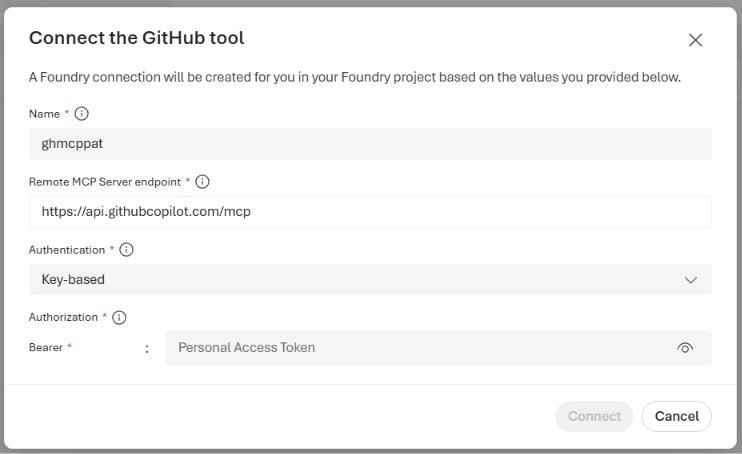 Connect the GitHub tool
A Foundry connection will be created for you in your Foundry project based on the values you provided below.
Name *
ghmcppat
Remote MCP Server endpoint *
https://api.githubcopilot.com/mcp
Authentication *
Key-based
Authorization *
Bearer * : Personal Access Token
Connect Cancel